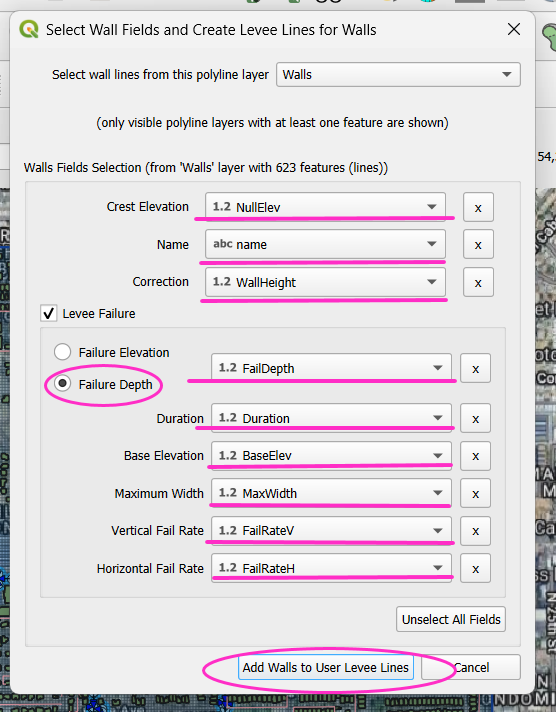 Select Wall Fields and Create Levee Lines for Walls
Select wall lines from this polyline layer Walls
(only visible polyline layers with at least one feature are shown)
54,
Walls Fields Selection (from 'Walls' layer with 623 features (lines))
Crest Elevation 1.2 NullElev x
Name abc name x
Correction 1.2 WallHeight x
Levee Failure
Failure Elevation
1.2 FailDepth x
Failure Depth
Duration 1.2 Duration x
Base Elevation 1.2 BaseElev x
Maximum Width 1.2 MaxWidth x
Vertical Fail Rate 1.2 FailRateV x
Horizontal Fail Rate 1.2 FailRateH x
Unselect All Fields
Add Walls to User Levee Lines Cancel